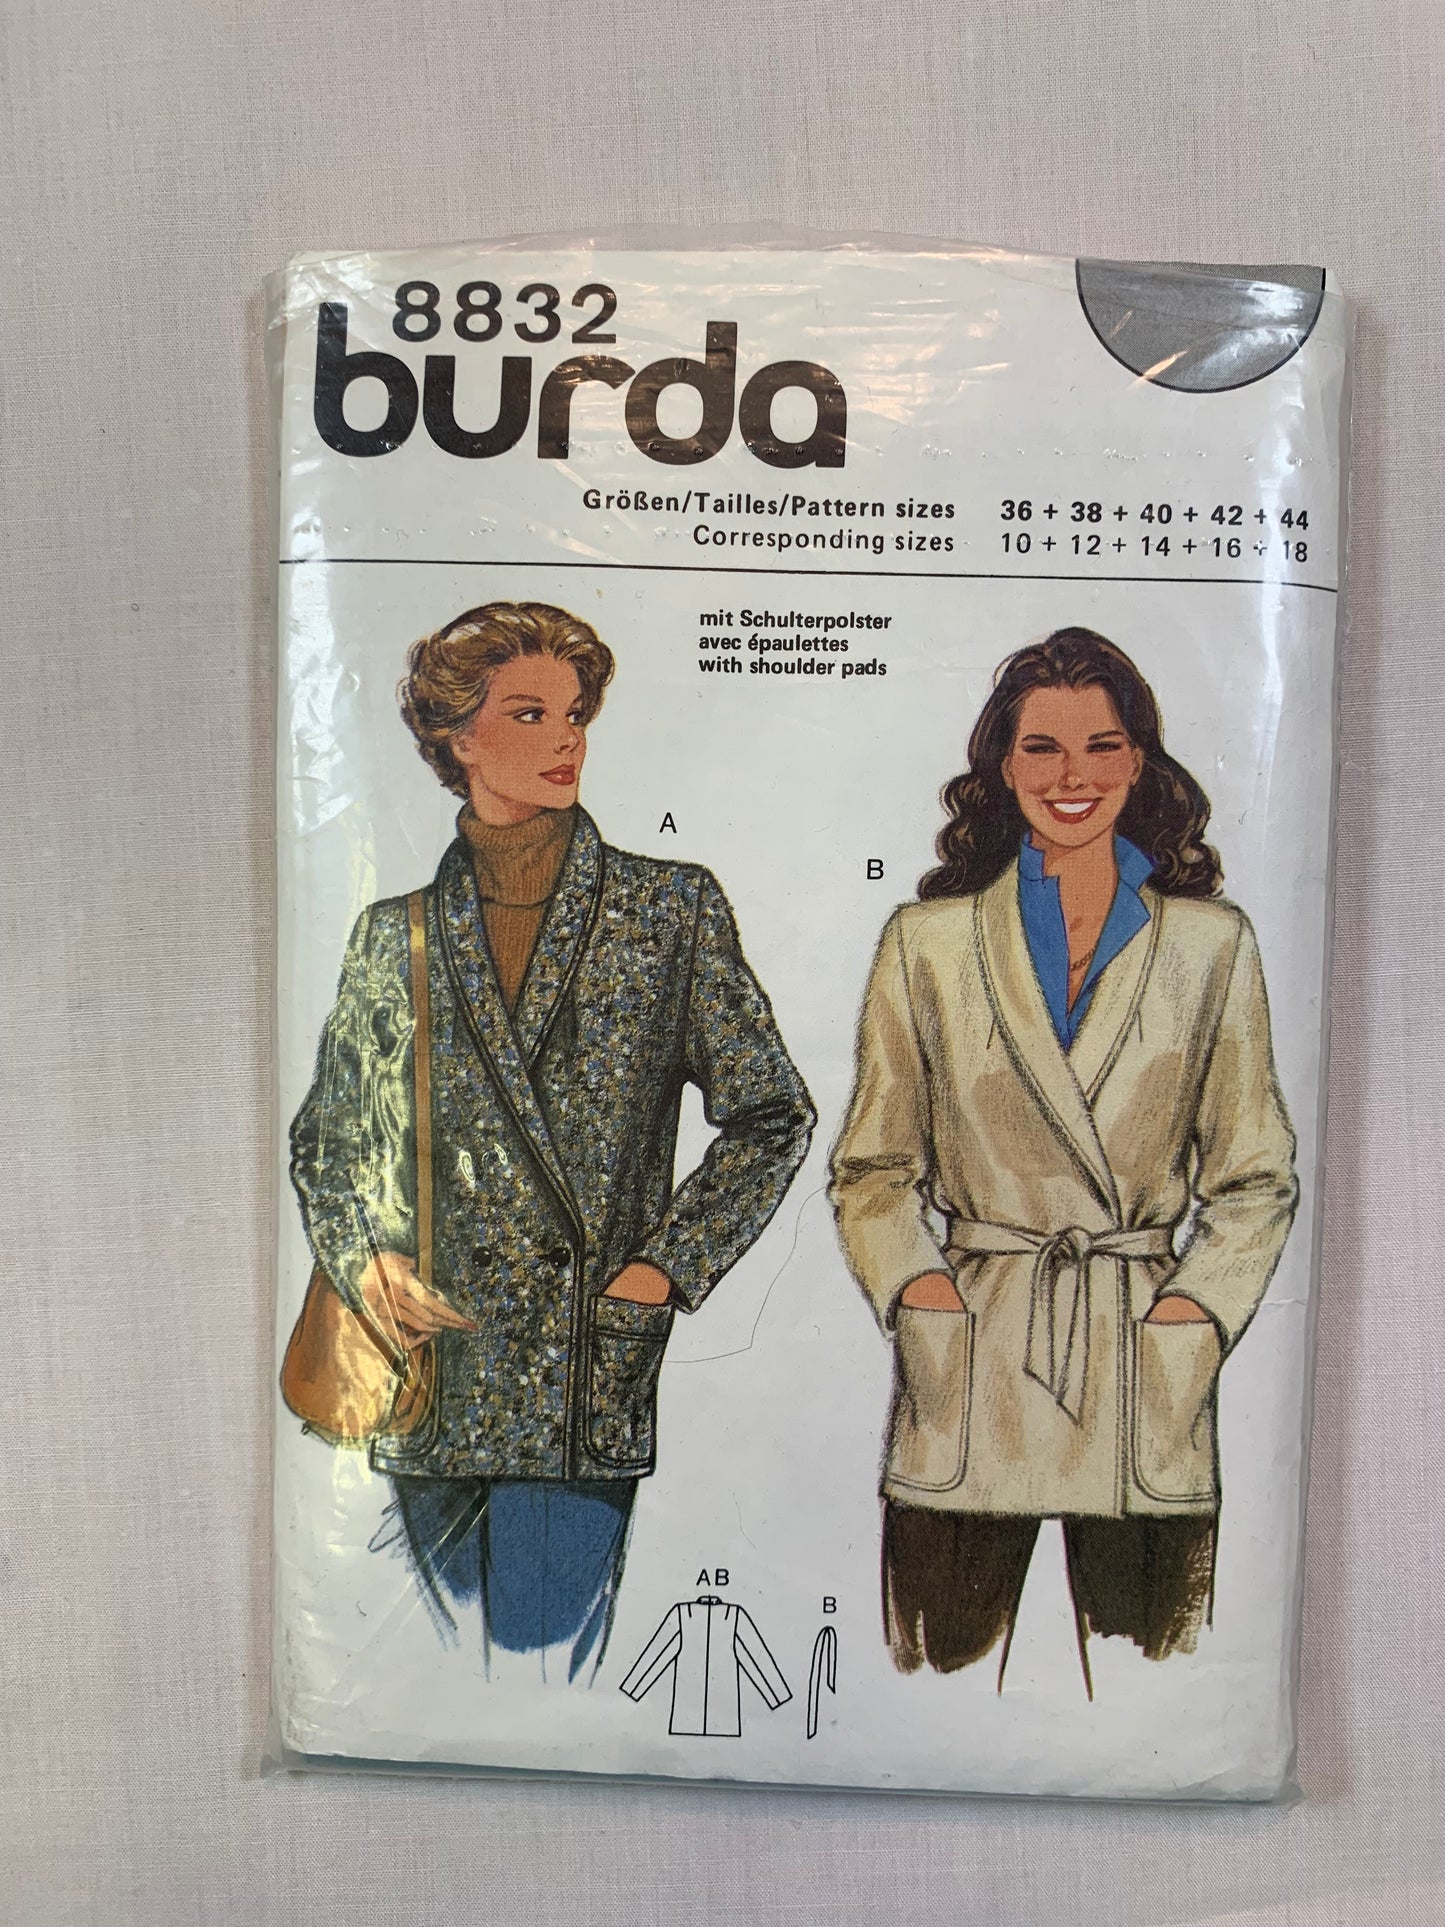 8832
burda
Größen/Tailles/Pattern sizes 36 + 38 + 40 + 42 + 44
Corresponding sizes 10 + 12 + 14 + 16 + 18
mit Schulterpolster
avec épaulettes
with shoulder pads
A
B
AB
B